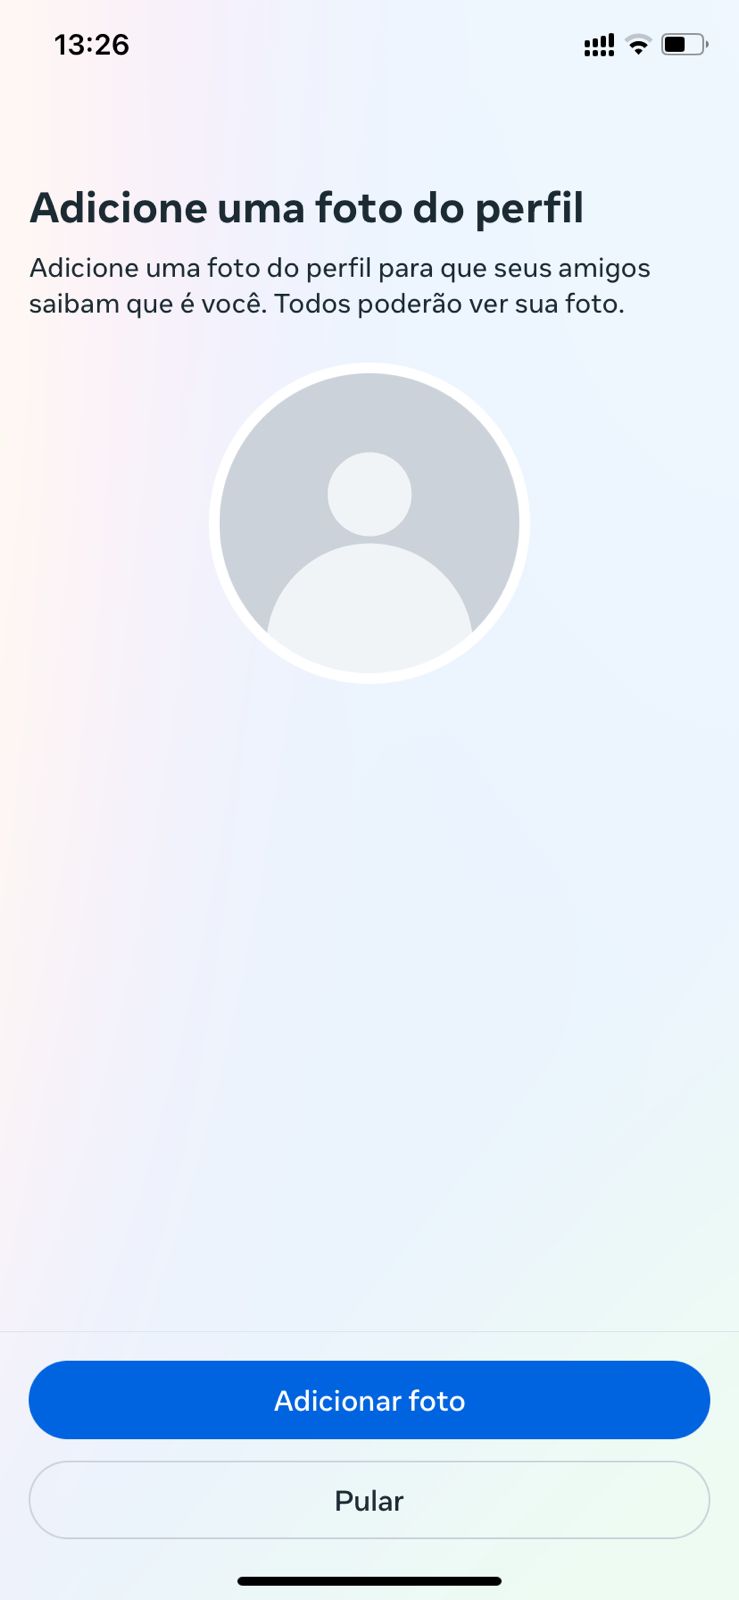 13:26
Adicione uma foto do perfil
Adicione uma foto do perfil para que seus amigos
saibam que é você. Todos poderão ver sua foto.
Adicionar foto
Pular